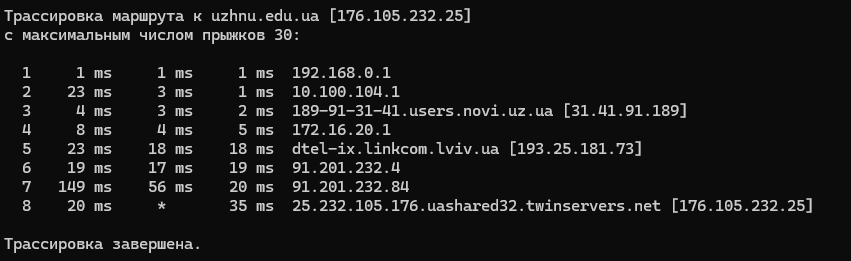 Трассировка маршрута к uzhnu.edu.ua [176.105.232.25]
с максимальным числом прыжков 30:
1 1 ms 1 ms 1 ms 192.168.0.1
2 23 ms 3 ms 1 ms 10.100.104.1
3 4 ms 3 ms 2 ms 189-91-31-41.users.novi.uz.ua [31.41.91.189]
4 8 ms 4 ms 5 ms 172.16.20.1
5 23 ms 18 ms 18 ms dtel-ix.linkcom.lviv.ua [193.25.181.73]
6 19 ms 17 ms 19 ms 91.201.232.4
7 149 ms 56 ms 20 ms 91.201.232.84
8 20 ms * 35 ms 25.232.105.176.uashared32.twinservers.net [176.105.232.25]
Трассировка завершена.